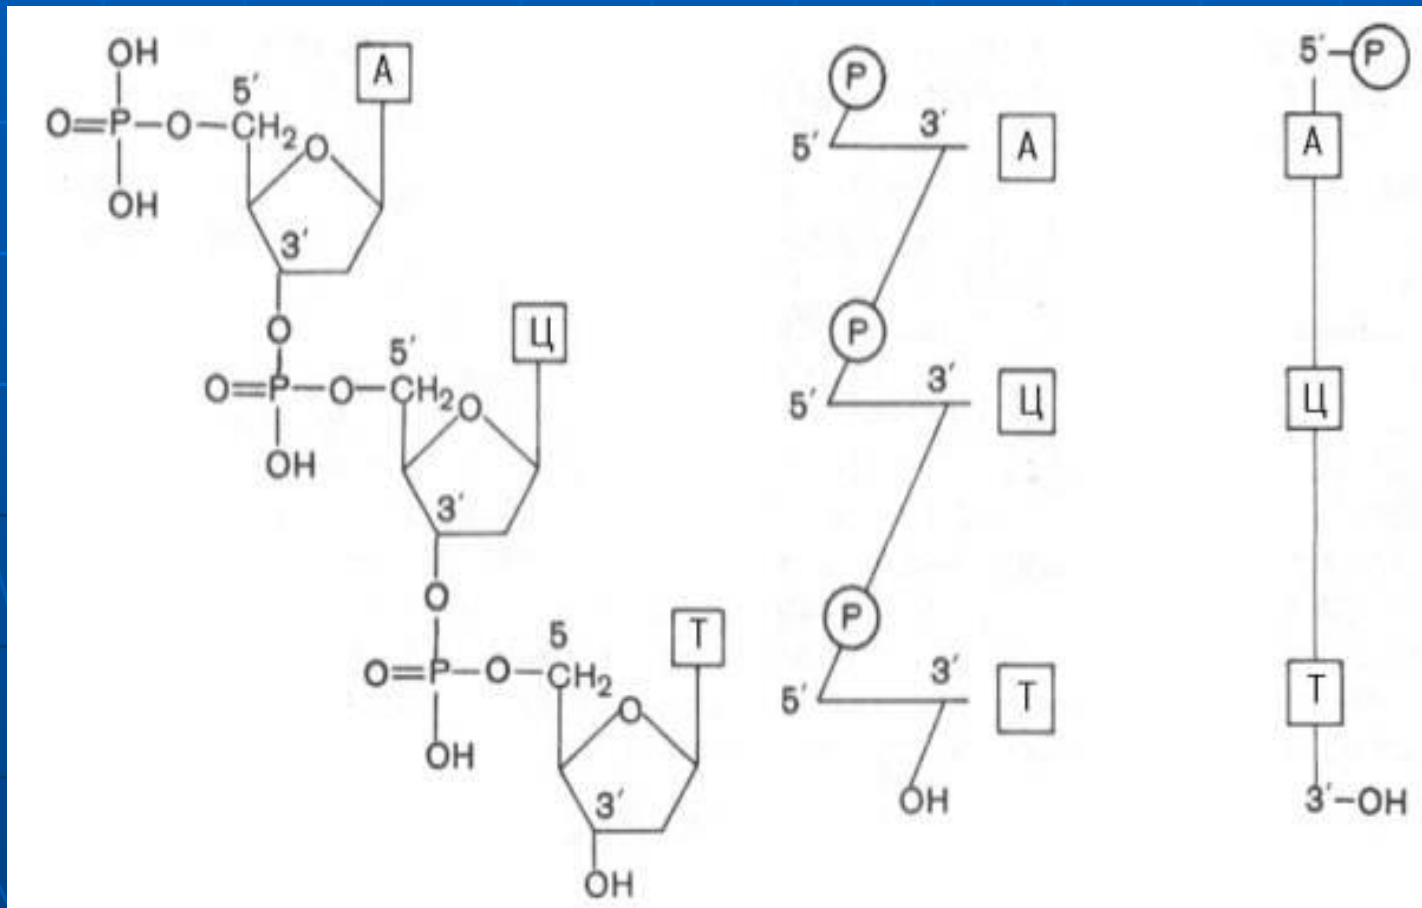 OH
5′
А
O=P–O–CH₂
O
OH
3′
O
5′
Ц
O=P–O–CH₂
O
OH
3′
O
5
Т
O=P–O–CH₂
O
OH
3′
OH
P
5′
3′
А
P
5′
3′
Ц
P
5′
3′
Т
OH
5′–P
А
Ц
Т
3′–OH